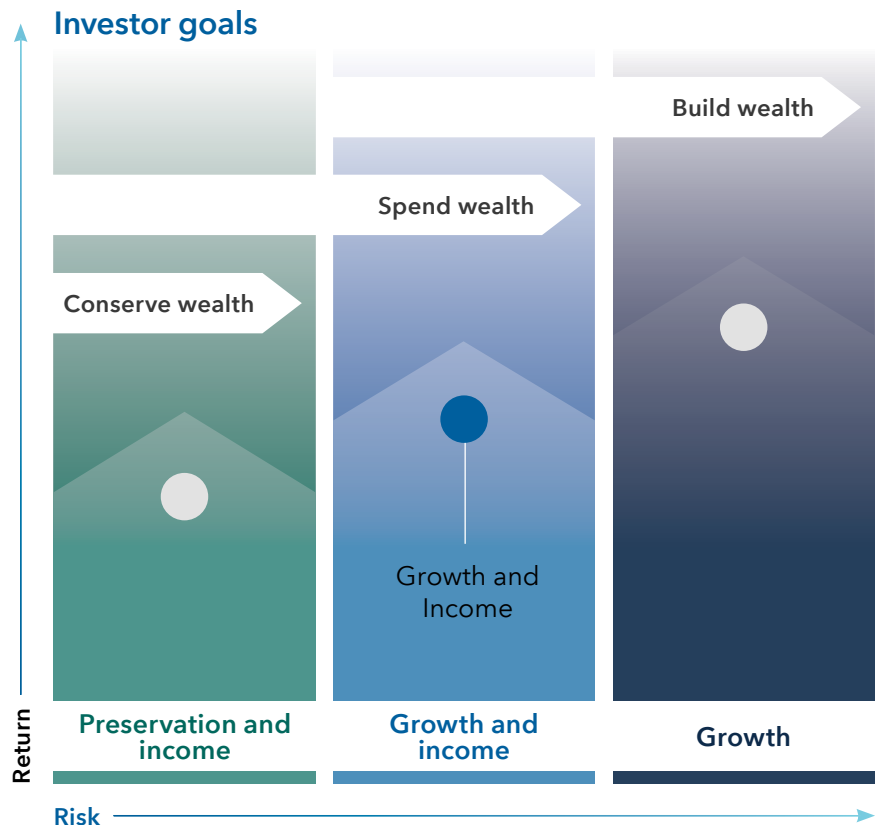 Investor goals
Build wealth
Spend wealth
Conserve wealth
Growth and
Income
Return
Preservation and
income
Growth and
income
Growth
Risk